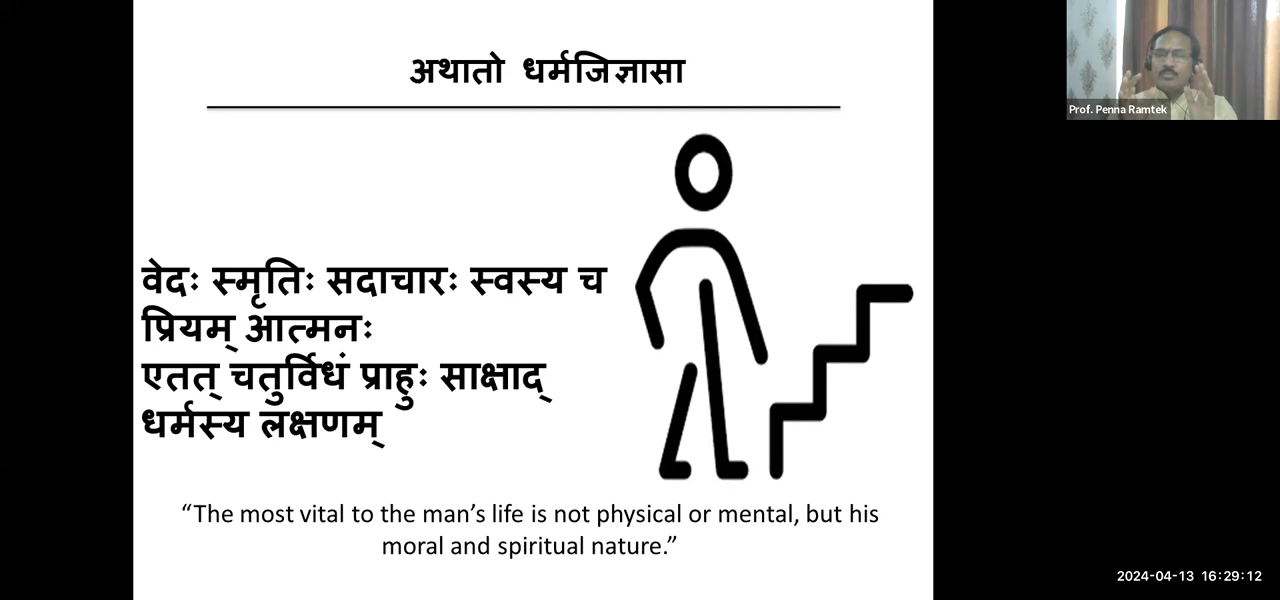 अथातो धर्मजिज्ञासा
वेदः स्मृतिः सदाचारः स्वस्य च
प्रियम् आत्मनः
एतत् चतुर्विधं प्राहुः साक्षाद्
धर्मस्य लक्षणम्
“The most vital to the man’s life is not physical or mental, but his
moral and spiritual nature.”
Prof. Penna Ramtek
2024-04-13 16:29:12